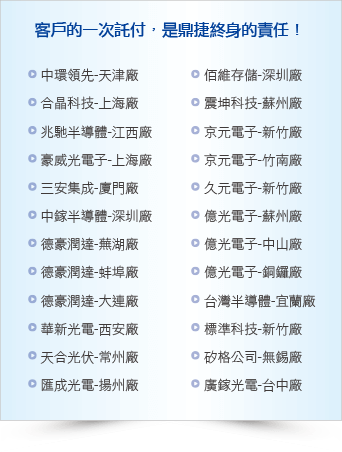 客戶的一次託付，是鼎捷終身的責任！
中環領先-天津廠
合晶科技-上海廠
兆馳半導體-江西廠
豪威光電子-上海廠
三安集成-廈門廠
中鎵半導體-深圳廠
德豪潤達-蕪湖廠
德豪潤達-蚌埠廠
德豪潤達-大連廠
華新光電-西安廠
天合光伏-常州廠
匯成光電-揚州廠
佰維存儲-深圳廠
震坤科技-蘇州廠
京元電子-新竹廠
京元電子-竹南廠
久元電子-新竹廠
億光電子-蘇州廠
億光電子-中山廠
億光電子-銅鑼廠
台灣半導體-宜蘭廠
標準科技-新竹廠
矽格公司-無錫廠
廣鎵光電-台中廠